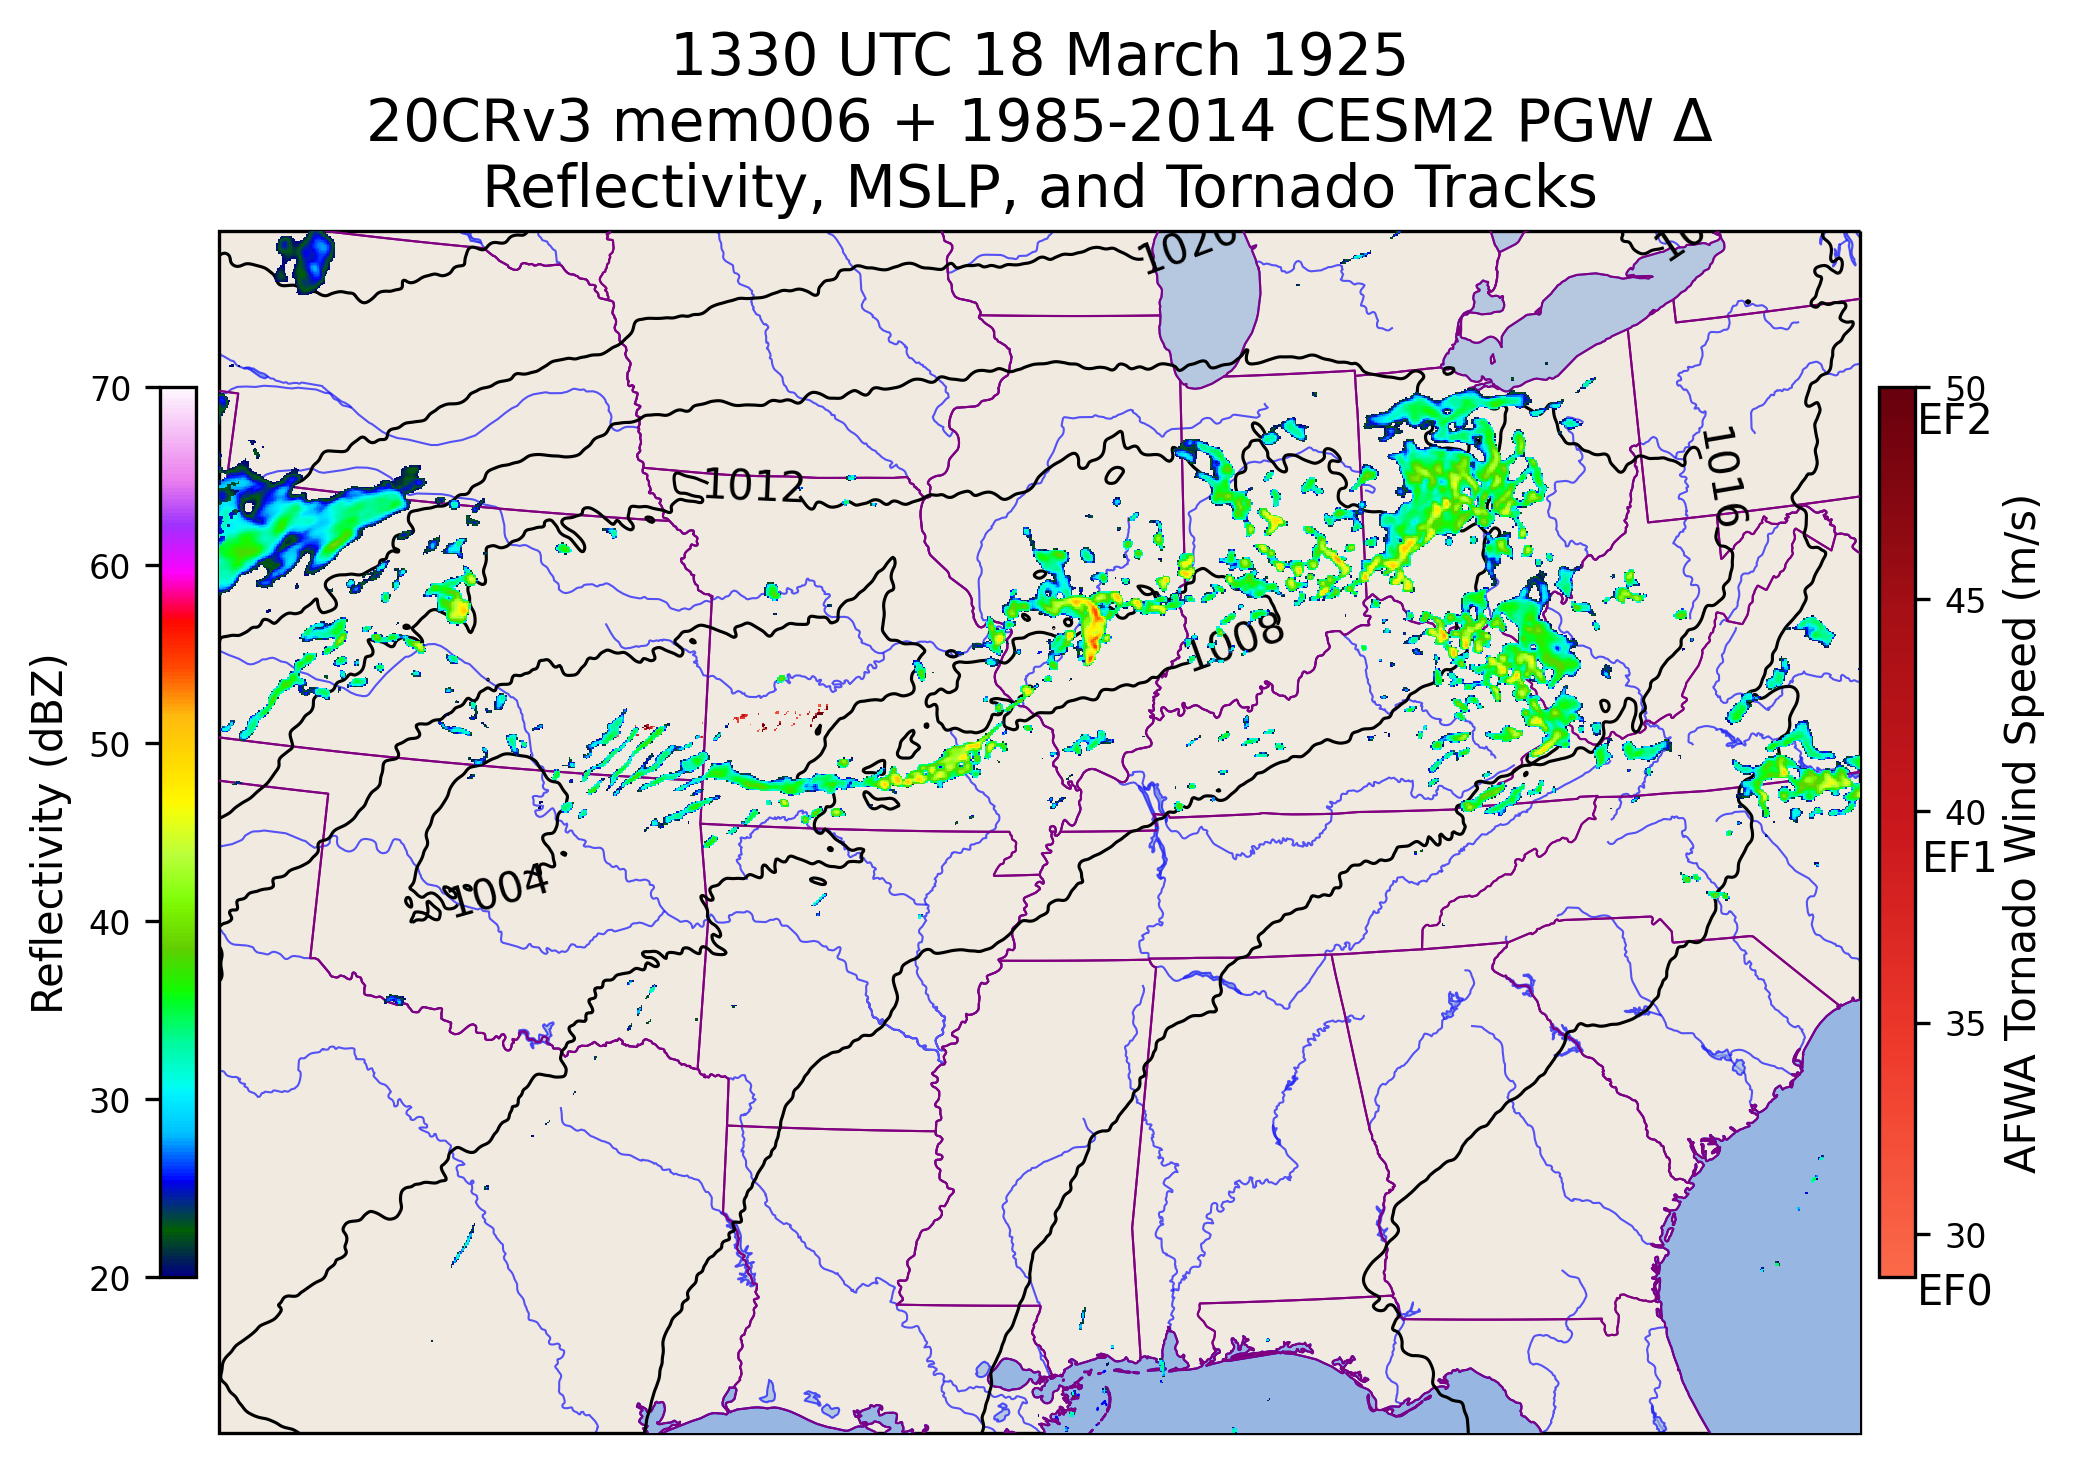 1330 UTC 18 March 1925
20CRv3 mem006 + 1985-2014 CESM2 PGW Δ
Reflectivity, MSLP, and Tornado Tracks
70
60
50
40
30
20
Reflectivity (dBZ)
1020
10
1012
1016
1008
1004
50
EF2
45
40
EF1
35
30
EF0
AFWA Tornado Wind Speed (m/s)